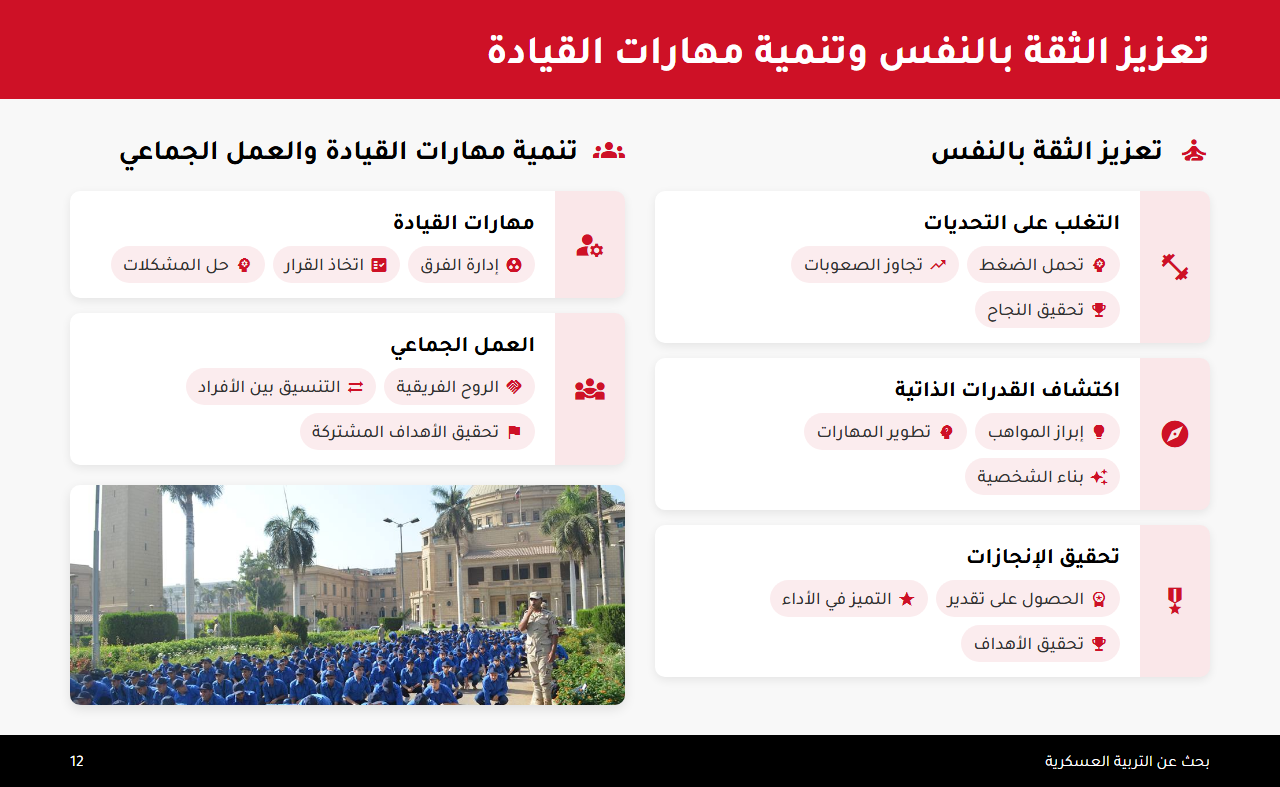 تعزيز الثقة بالنفس وتنمية مهارات القيادة
تعزيز الثقة بالنفس
التغلب على التحديات
تحمل الضغط
تجاوز الصعوبات
تحقيق النجاح
اكتشاف القدرات الذاتية
إبراز المواهب
تطوير المهارات
بناء الشخصية
تحقيق الإنجازات
الحصول على تقدير
التميز في الأداء
تحقيق الأهداف
تنمية مهارات القيادة والعمل الجماعي
مهارات القيادة
إدارة الفرق
اتخاذ القرار
حل المشكلات
العمل الجماعي
الروح الفريقية
التنسيق بين الأفراد
تحقيق الأهداف المشتركة
بحث عن التربية العسكرية
12